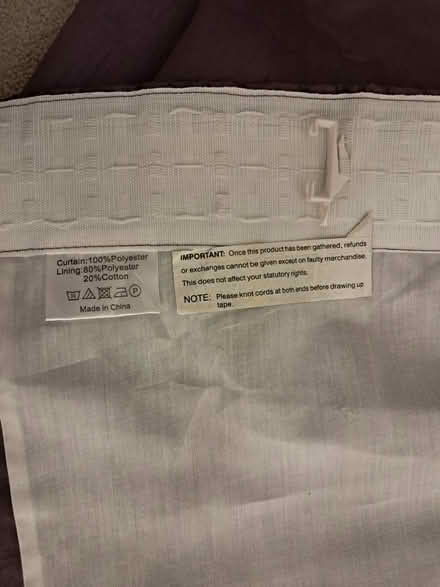 Curtain:100%Polyester
Lining:80%Polyester
20%Cotton
P
Made in China
IMPORTANT: Once this product has been gathered, refunds
or exchanges cannot be given except on faulty merchandise.
This does not affect your statutory rights.
NOTE: Please knot cords at both ends before drawing up
tape.